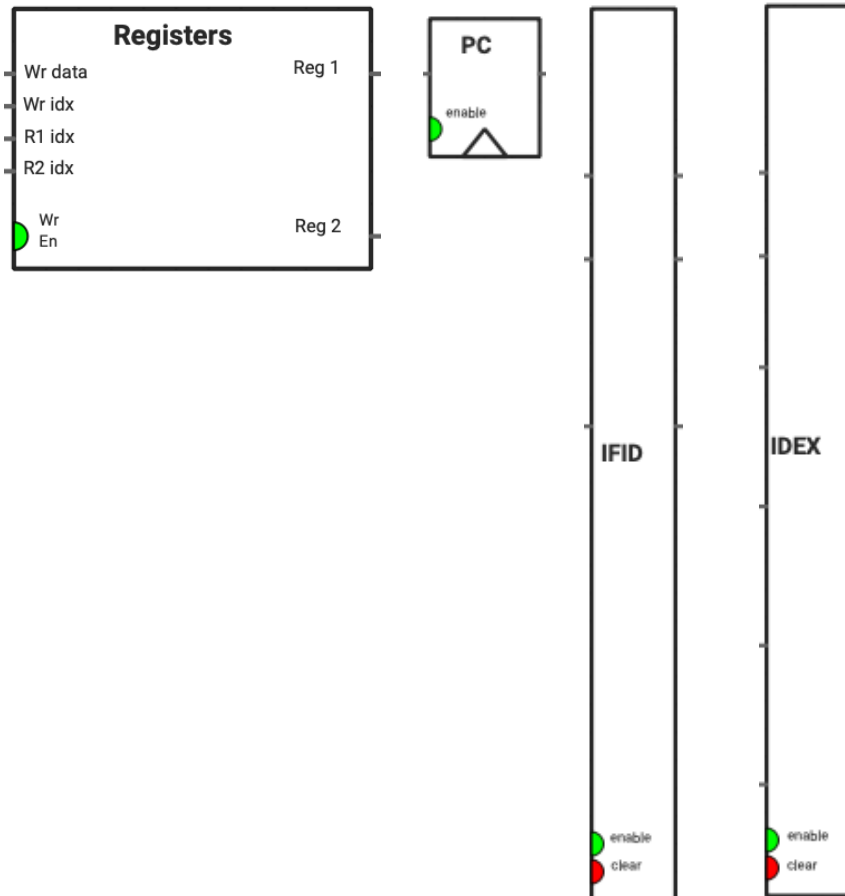 Registers
Wr data
Wr idx
R1 idx
R2 idx
Wr
En
Reg 1
Reg 2
PC
enable
IFID
enable
clear
IDEX
enable
clear